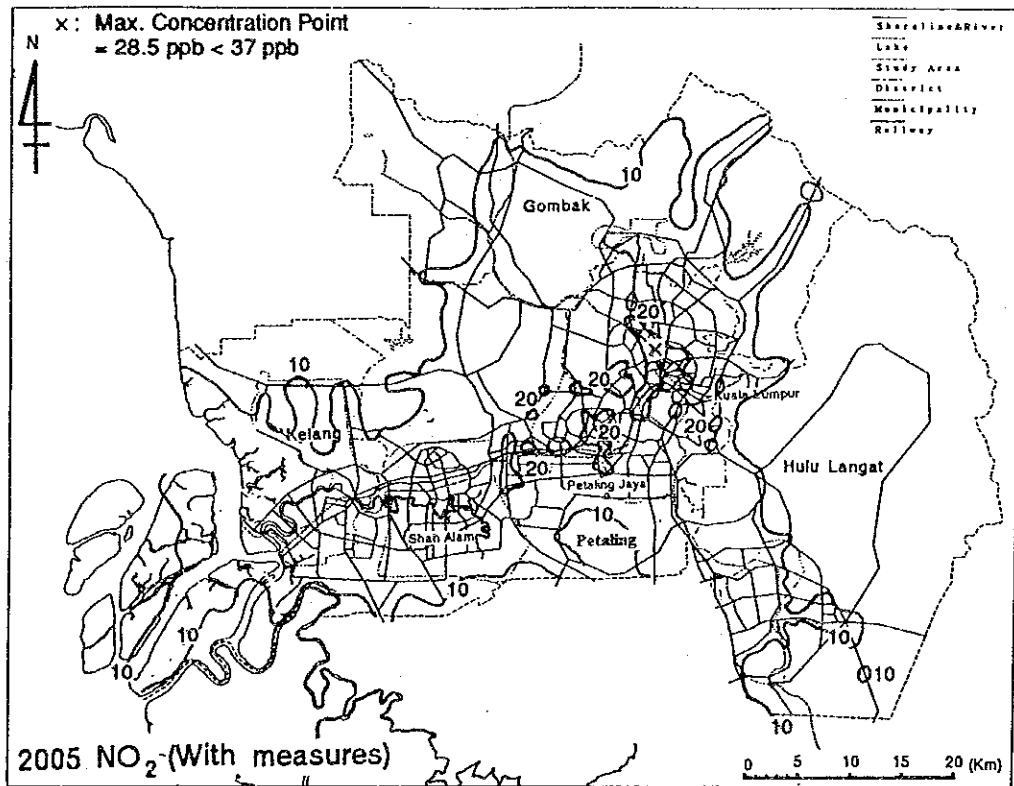 x: Max. Concentration Point
= 28.5 ppb < 37 ppb
N
Shoreline&River
Lake
Study Area
District
Municipality
Railway
10
Gombak
20
10
20
20
Kuala Lumpur
20
20
20
Kelang
Hulu Langat
Petaling Jaya
10
Shah Alam
Petaling
10
10
10
10
10
10
2005 NO₂ (With measures)
0 5 10 15 20 (Km)